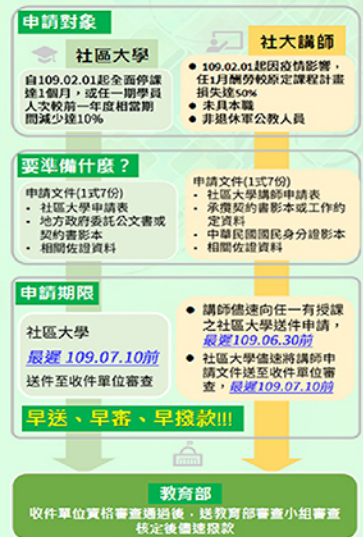 申請對象
社區大學
自109.02.01起全面停課
達1個月，或任一期學員
人次較前一年度相當期
間減少達10%
社大講師
● 109.02.01起因疫情影響，
任1月酬勞較原定課程計畫
損失達50%
● 未具本職
● 非退休軍公教人員
要準備什麼？
申請文件(1式7份)
- 社區大學申請表
- 地方政府委託公文書或
契約書影本
- 相關佐證資料
申請文件(1式7份)
- 社區大學講師申請表
- 承攬契約書影本或工作約
定資料
- 中華民國國民身分證影本
- 相關佐證資料
申請期限
社區大學
最遲 109.07.10前
送件至收件單位審查
● 講師儘速向任一有授課
之社區大學送件申請，
最遲109.06.30前
● 社區大學儘速將講師申
請文件送至收件單位審
查，最遲109.07.10前
早送、早審、早撥款!!!
教育部
收件單位資格審查通過後，送教育部審查小組審查
核定後儘速撥款